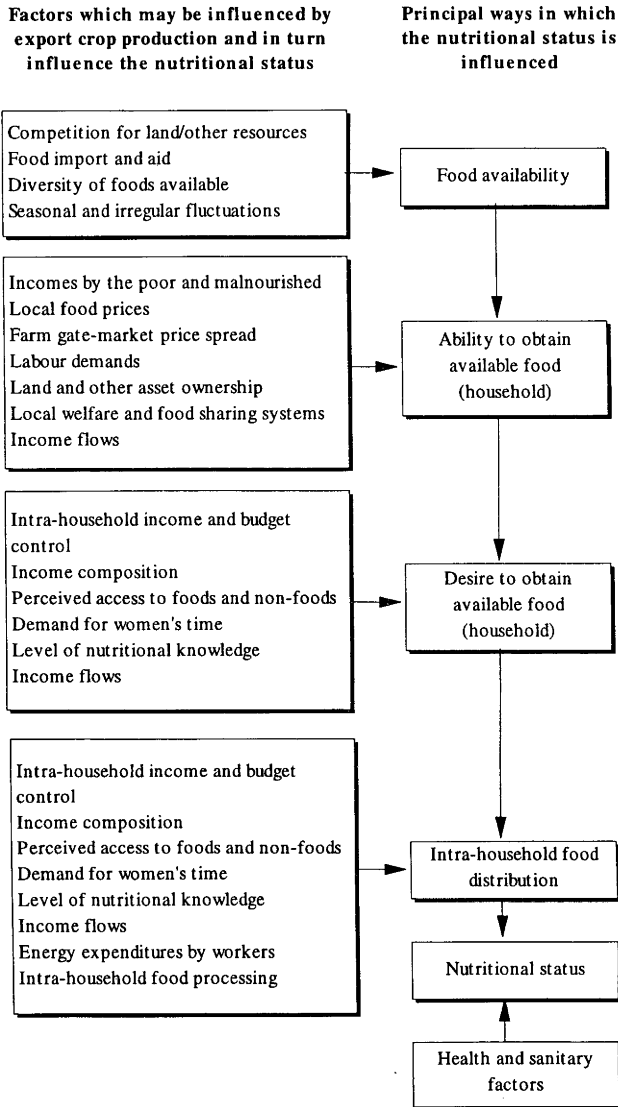 Factors which may be influenced by
export crop production and in turn
influence the nutritional status
Principal ways in which
the nutritional status is
influenced
Competition for land/other resources
Food import and aid
Diversity of foods available
Seasonal and irregular fluctuations
Food availability
Incomes by the poor and malnourished
Local food prices
Farm gate-market price spread
Labour demands
Land and other asset ownership
Local welfare and food sharing systems
Income flows
Ability to obtain
available food
(household)
Intra-household income and budget
control
Income composition
Perceived access to foods and non-foods
Demand for women's time
Level of nutritional knowledge
Income flows
Desire to obtain
available food
(household)
Intra-household income and budget
control
Income composition
Perceived access to foods and non-foods
Demand for women's time
Level of nutritional knowledge
Income flows
Energy expenditures by workers
Intra-household food processing
Intra-household food
distribution
Nutritional status
Health and sanitary
factors